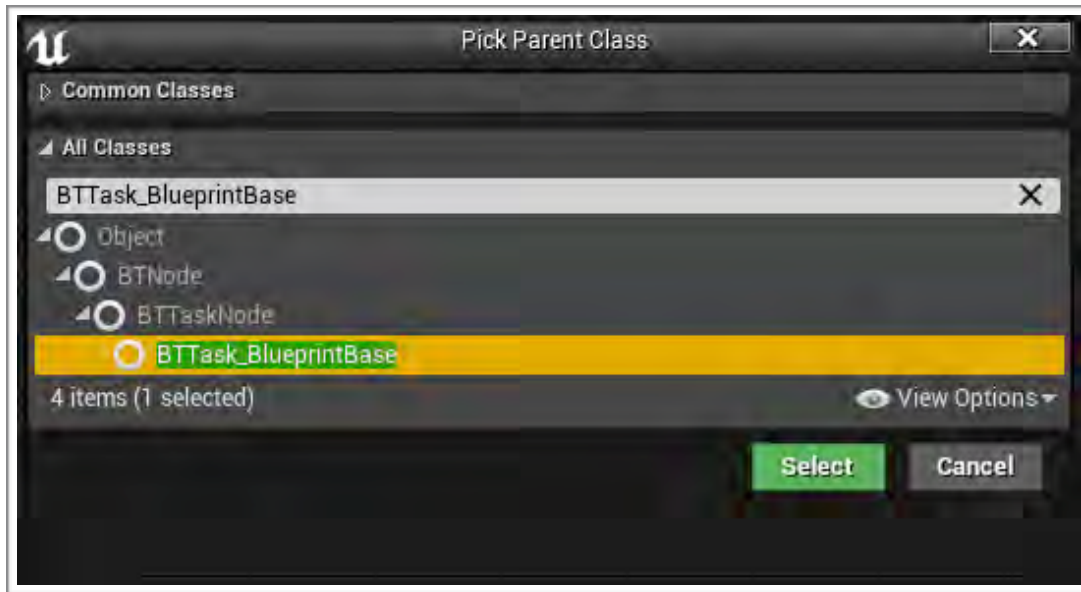 Pick Parent Class
Common Classes
All Classes
BTTask_BlueprintBase
Object
BTNode
BTTaskNode
BTTask_BlueprintBase
4 items (1 selected) View Options
Select Cancel